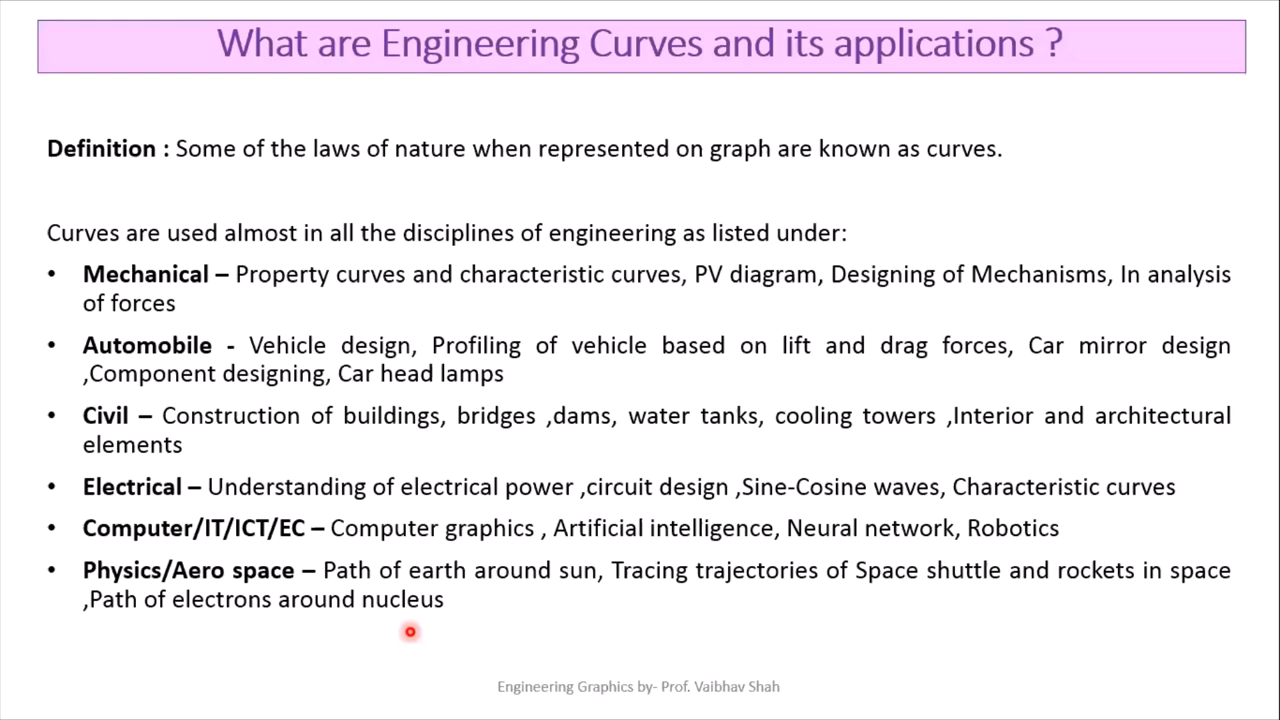 What are Engineering Curves and its applications ?
Definition : Some of the laws of nature when represented on graph are known as curves.
Curves are used almost in all the disciplines of engineering as listed under:
• Mechanical – Property curves and characteristic curves, PV diagram, Designing of Mechanisms, In analysis
of forces
• Automobile - Vehicle design, Profiling of vehicle based on lift and drag forces, Car mirror design
,Component designing, Car head lamps
• Civil – Construction of buildings, bridges ,dams, water tanks, cooling towers ,Interior and architectural
elements
• Electrical – Understanding of electrical power ,circuit design ,Sine-Cosine waves, Characteristic curves
• Computer/IT/ICT/EC – Computer graphics , Artificial intelligence, Neural network, Robotics
• Physics/Aero space – Path of earth around sun, Tracing trajectories of Space shuttle and rockets in space
,Path of electrons around nucleus
Engineering Graphics by- Prof. Vaibhav Shah